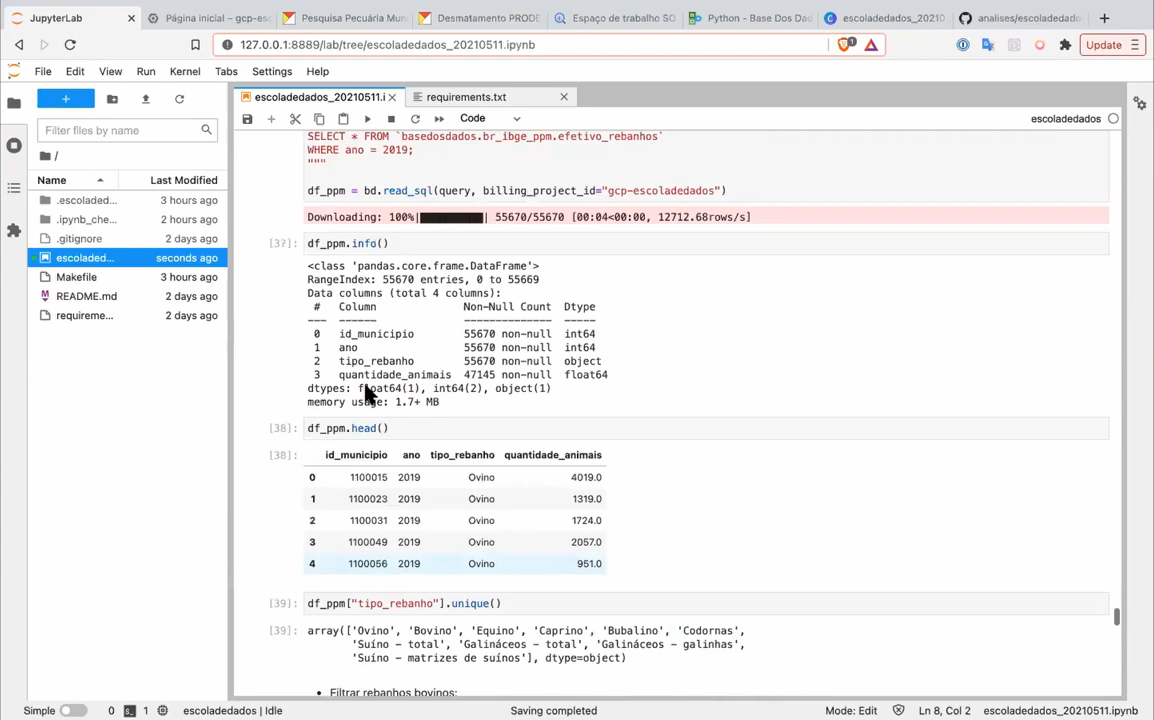 JupyterLab
Página inicial – gcp-esc
Pesquisa Pecuária Mun
Desmatamento PRODE
Espaço de trabalho SQ
Python - Base Dos Dad
escoladedados_20210
analises/escoladedado
127.0.0.1:8889/lab/tree/escoladedados_20210511.ipynb
1
Update
File Edit View Run Kernel Tabs Settings Help
escoladedados_20210511.i
requirements.txt
Code
escoladedados
Filter files by name
/
Name Last Modified
.escoladed... 3 hours ago
.ipynb_che... 2 hours ago
.gitignore 2 days ago
escoladed... seconds ago
Makefile 3 hours ago
README.md 2 days ago
requireme... 2 days ago
SELECT * FROM `basedosdados.br_ibge_ppm.efetivo_rebanhos`
WHERE ano = 2019;
"""
df_ppm = bd.read_sql(query, billing_project_id="gcp-escoladedados")
Downloading: 100%|██████████| 55670/55670 [00:04<00:00, 12712.68rows/s]
[37]: df_ppm.info()
<class 'pandas.core.frame.DataFrame'>
RangeIndex: 55670 entries, 0 to 55669
Data columns (total 4 columns):
# Column Non-Null Count Dtype
--- ------ -------------- -----
0 id_municipio 55670 non-null int64
1 ano 55670 non-null int64
2 tipo_rebanho 55670 non-null object
3 quantidade_animais 47145 non-null float64
dtypes: float64(1), int64(2), object(1)
memory usage: 1.7+ MB
[38]: df_ppm.head()
[38]: id_municipio ano tipo_rebanho quantidade_animais
0 1100015 2019 Ovino 4019.0
1 1100023 2019 Ovino 1319.0
2 1100031 2019 Ovino 1724.0
3 1100049 2019 Ovino 2057.0
4 1100056 2019 Ovino 951.0
[39]: df_ppm["tipo_rebanho"].unique()
[39]: array(['Ovino', 'Bovino', 'Equino', 'Caprino', 'Bubalino', 'Codornas',
'Suíno - total', 'Galináceos - total', 'Galináceos - galinhas',
'Suíno - matrizes de suínos'], dtype=object)
• Filtrar rebanhos bovinos:
Simple 0 1 escoladedados | Idle Saving completed Mode: Edit Ln 8, Col 2 escoladedados_20210511.ipynb